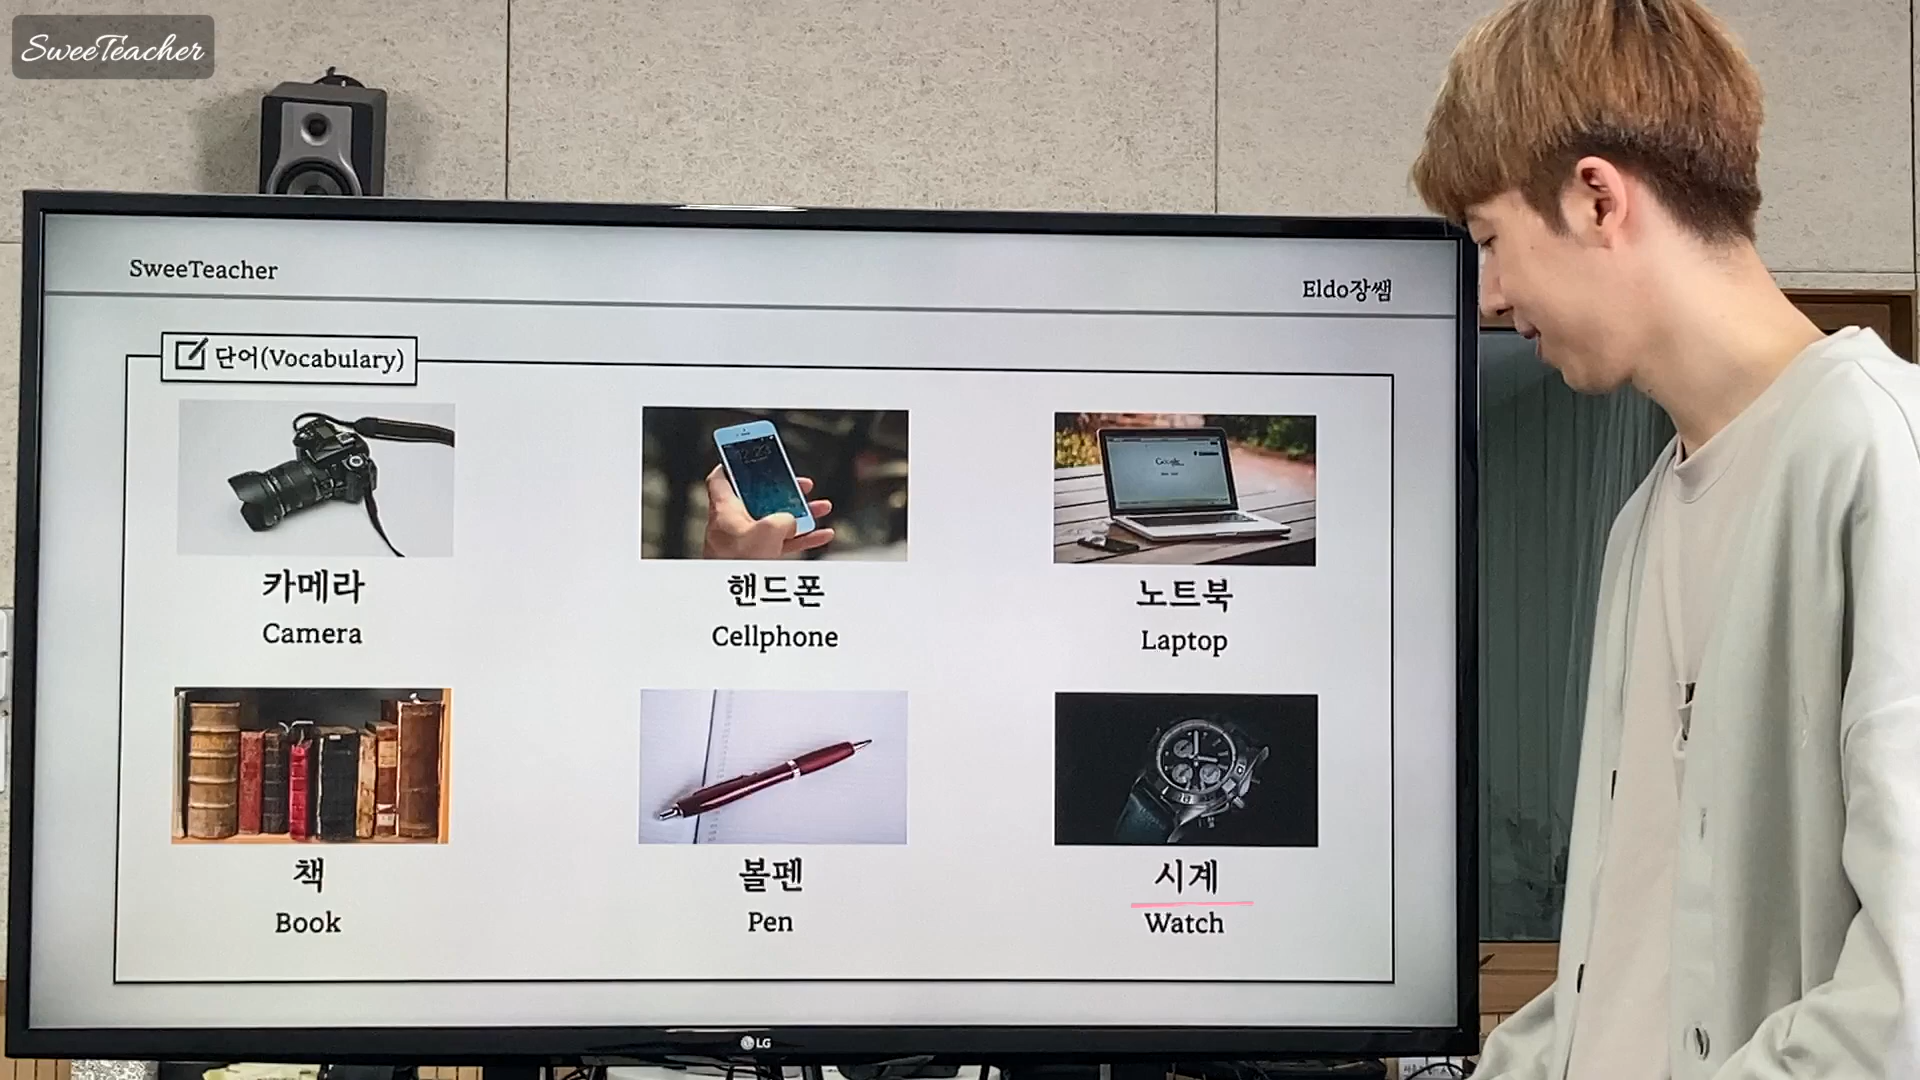 SweeTeacher
SweeTeacher
Eldo장쌤
단어(Vocabulary)
카메라
Camera
핸드폰
Cellphone
노트북
Laptop
책
Book
볼펜
Pen
시계
Watch
Google
LG